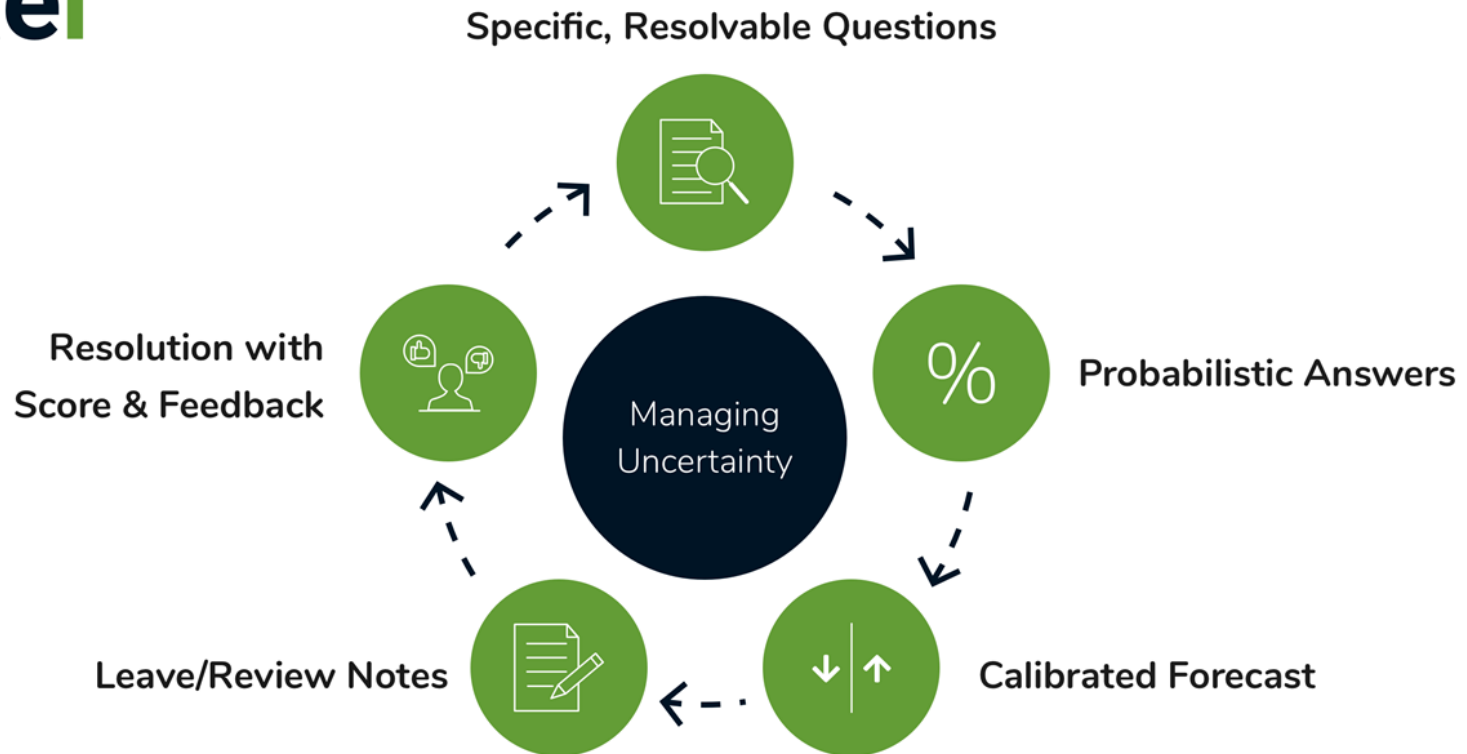 Specific, Resolvable Questions
%
Probabilistic Answers
Resolution with
Score & Feedback
Managing
Uncertainty
Leave/Review Notes
Calibrated Forecast